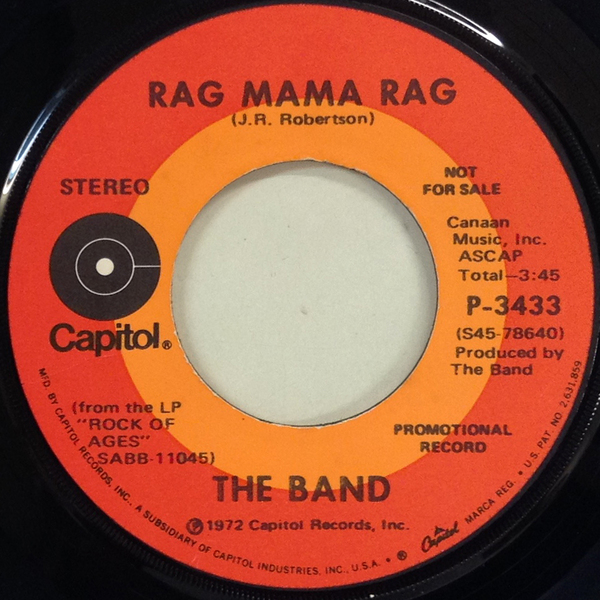 RAG MAMA RAG
(J.R. Robertson)
STEREO
NOT
FOR SALE
Canaan
Music, Inc.
ASCAP
Total—3:45
P-3433
(S45-78640)
Produced by
The Band
Capitol®
(from the LP
"ROCK OF
AGES"
SABB-11045)
PROMOTIONAL
RECORD
THE BAND
℗1972 Capitol Records, Inc.
MFD. BY CAPITOL RECORDS, INC., A SUBSIDIARY OF CAPITOL INDUSTRIES, INC., U.S.A. • ® Capitol MARCA REG. • U.S. PAT. NO. 2,631,859